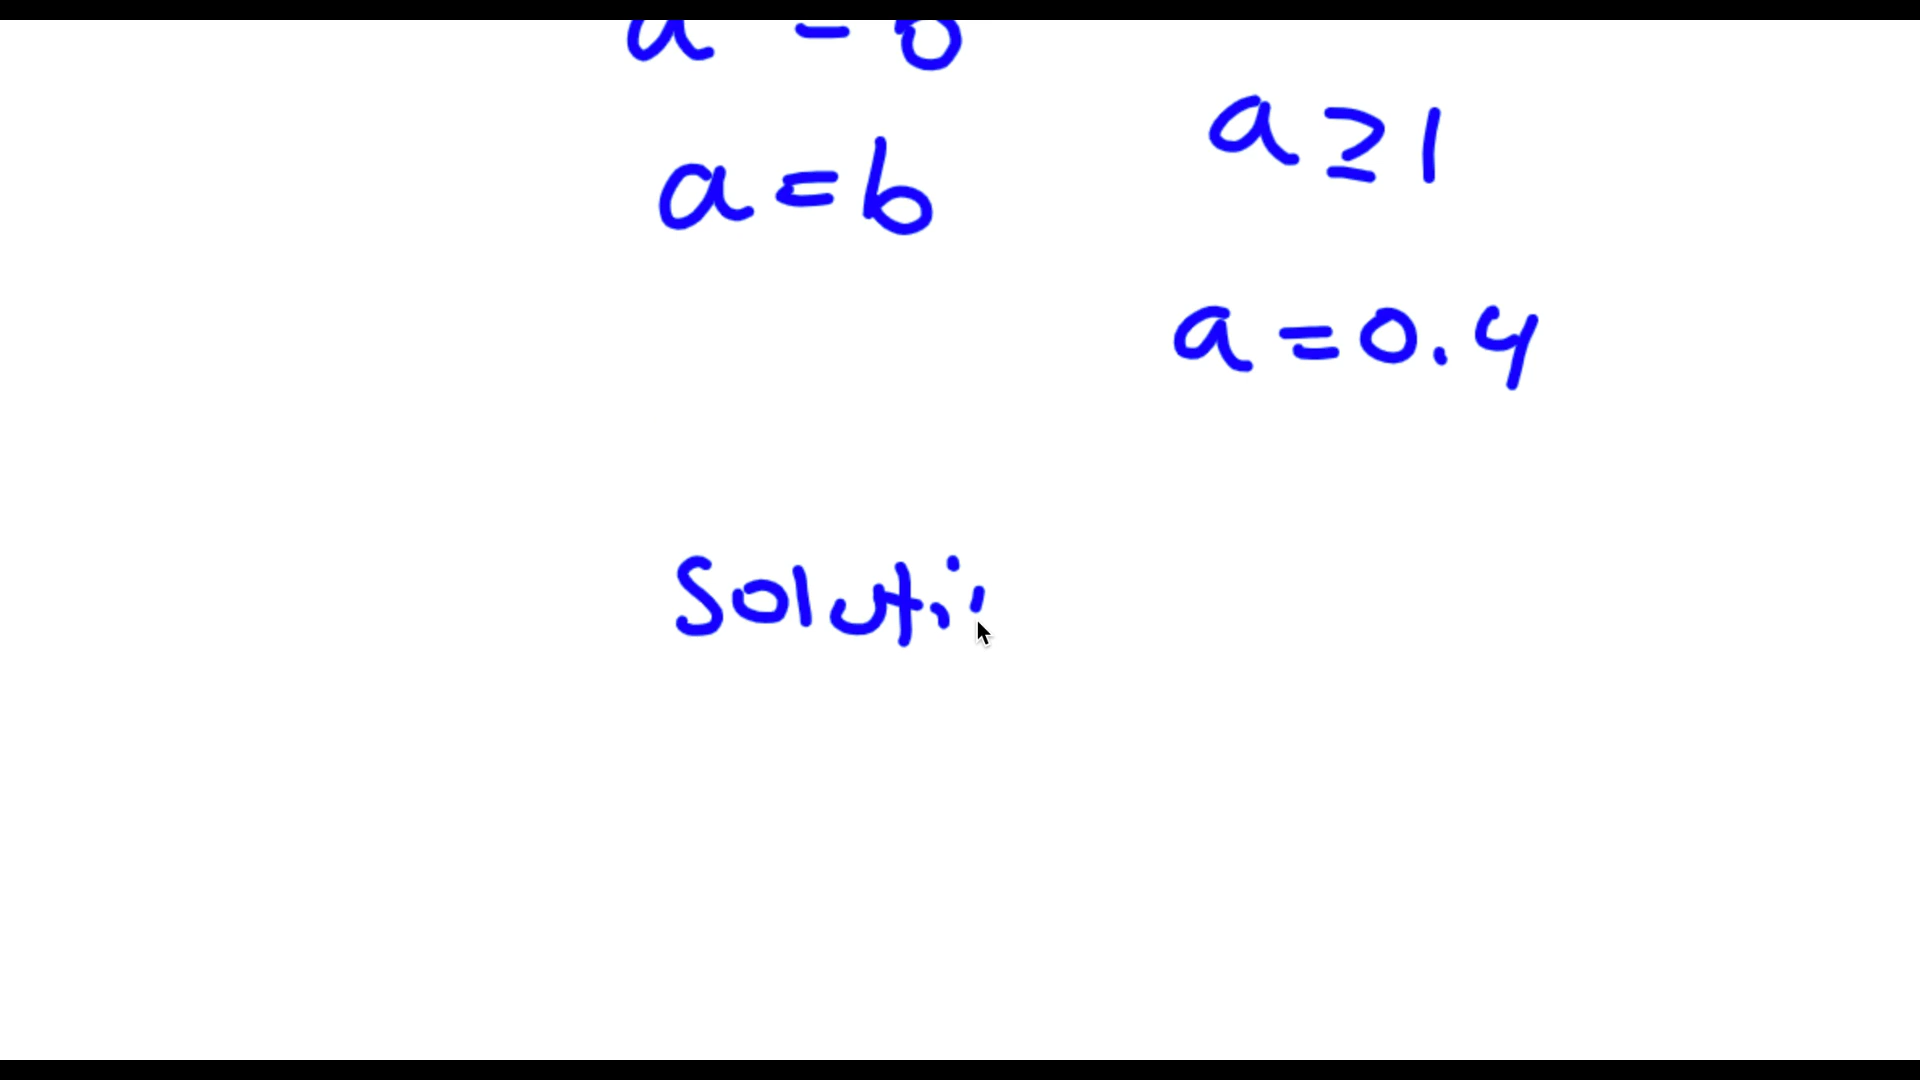 a = b
a ≥ 1
a = b
a = 0.4
Soluti